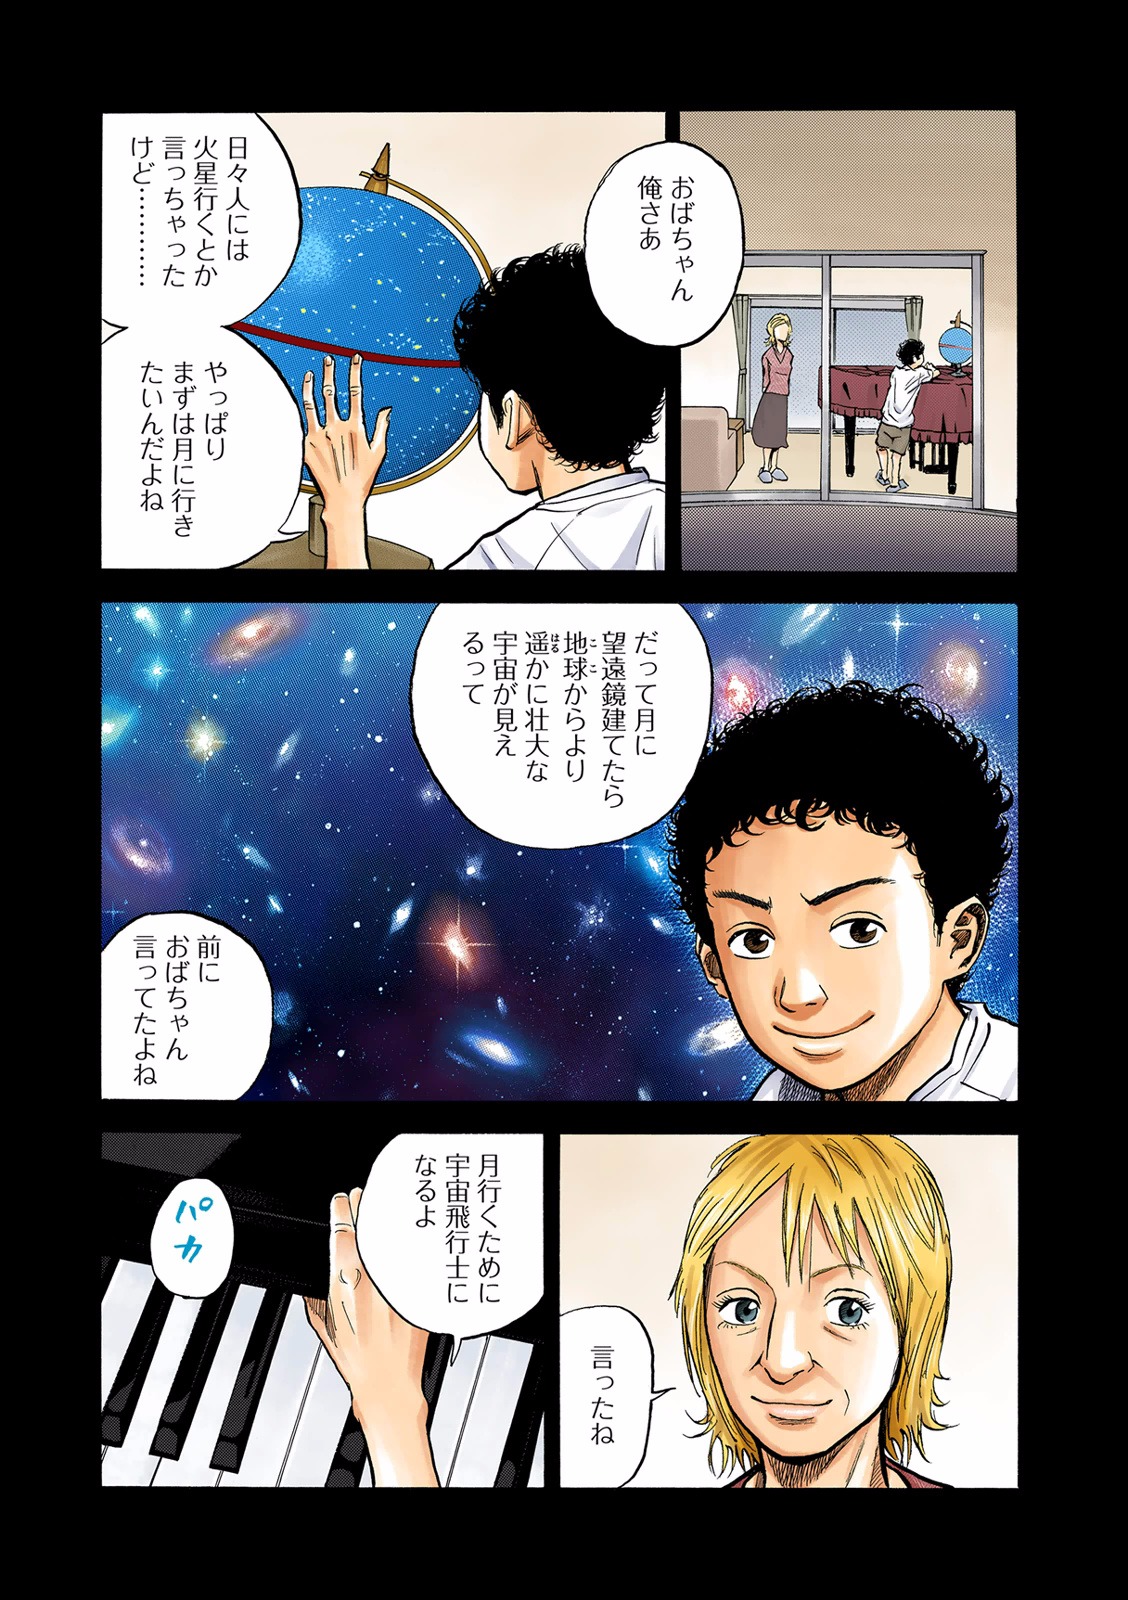 おばちゃん
俺さあ
日々人には
火星行くとか
言っちゃった
けど…………
やっぱり
まずは月に行き
たいんだよね
だって月に
望遠鏡建てたら
地球からより
ここ
遥かに壮大な
はる
宇宙が見え
るって
前に
おばちゃん
言ってたよね
言ったね
月行くために
宇宙飛行士に
なるよ
パカ